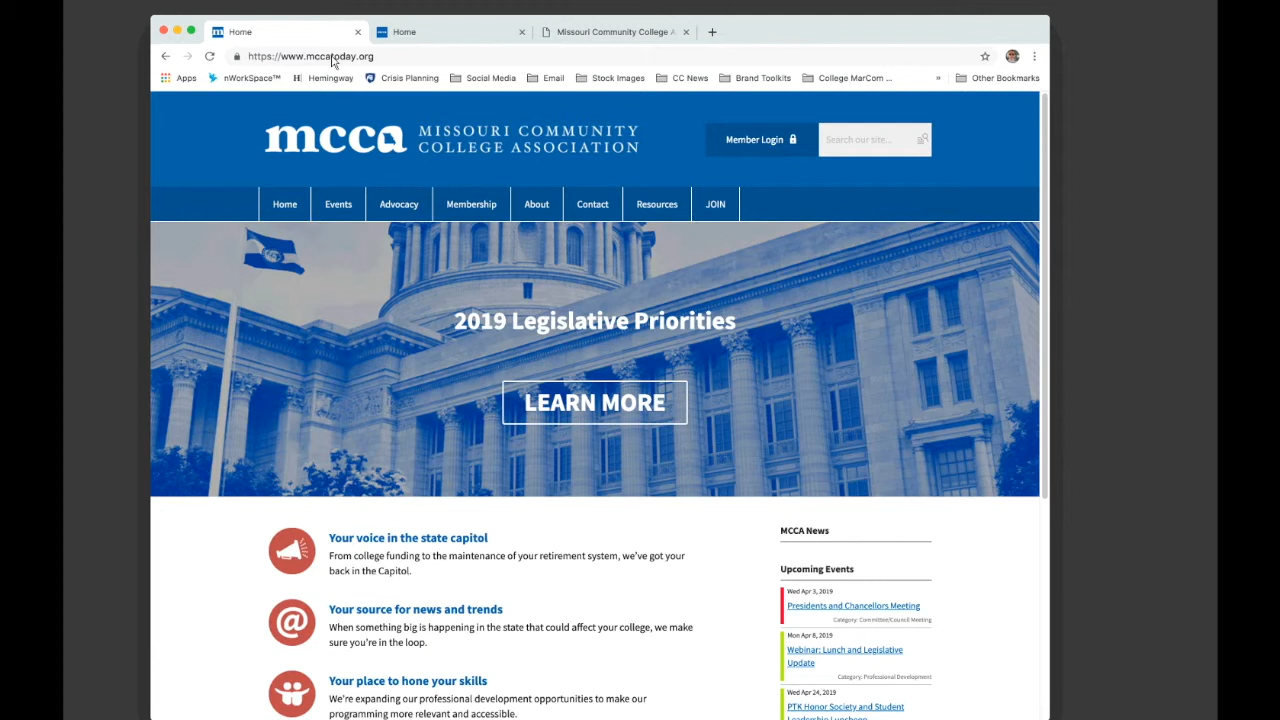 Home
Home
Missouri Community College A
https://www.mccatoday.org
Apps
nWorkSpace™
Hemingway
Crisis Planning
Social Media
Email
Stock Images
CC News
Brand Toolkits
College MarCom ...
»
Other Bookmarks
mcca
MISSOURI COMMUNITY
COLLEGE ASSOCIATION
Member Login
Search our site...
Home
Events
Advocacy
Membership
About
Contact
Resources
JOIN
2019 Legislative Priorities
LEARN MORE
Your voice in the state capitol
From college funding to the maintenance of your retirement system, we've got your
back in the Capitol.
@
Your source for news and trends
When something big is happening in the state that could affect your college, we make
sure you're in the loop.
Your place to hone your skills
We're expanding our professional development opportunities to make our
programming more relevant and accessible.
MCCA News
Upcoming Events
Wed Apr 3, 2019
Presidents and Chancellors Meeting
Category: Committee/Council Meeting
Mon Apr 8, 2019
Webinar: Lunch and Legislative
Update
Category: Professional Development
Wed Apr 24, 2019
PTK Honor Society and Student
Leadership Luncheon